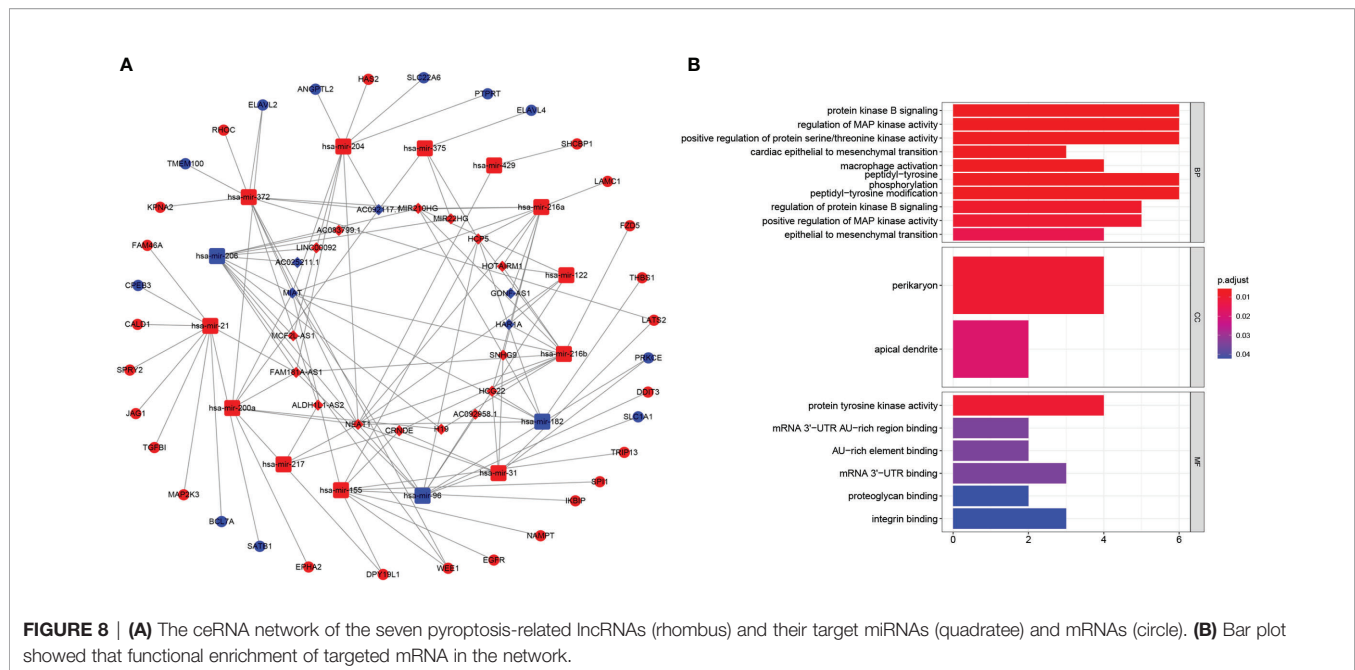 A
HAS2
SLC22A6
ANGPTL2
PTPRT
ELAVL2
ELAVL4
RHOC
hsa-mir-204
hsa-mir-375
SHCBP1
TMEM100
hsa-mir-429
LAMC1
hsa-mir-372
KPNA2
MIR210HG
hsa-mir-216a
MIR22HG
FZD5
AC083799.1
FAM46A
HCP5
hsa-mir-206
HOTAIRM1
hsa-mir-122
THBS1
CPEB3
MIAT
GDNF-AS1
CALD1
hsa-mir-21
HAR1A
LATS2
MCF2L-AS1
SNHG9
hsa-mir-216b
PRKCE
SPRY2
FAM181A-AS1
HCG22
DDIT3
JAG1
hsa-mir-200a
ALDH1L1-AS2
AC092958.1
SLC1A1
NEAT1
CRNDE
H19
hsa-mir-182
TGFBI
TRIP13
hsa-mir-217
hsa-mir-31
SPI1
MAP2K3
hsa-mir-155
hsa-mir-96
IKBIP
BCL7A
NAMPT
SATB1
EPHA2
DPY19L1
WEE1
EGFR
B
protein kinase B signaling
regulation of MAP kinase activity
positive regulation of protein serine/threonine kinase activity
cardiac epithelial to mesenchymal transition
macrophage activation
peptidyl−tyrosine
phosphorylation
peptidyl−tyrosine modification
regulation of protein kinase B signaling
positive regulation of MAP kinase activity
epithelial to mesenchymal transition
BP
perikaryon
apical dendrite
CC
protein tyrosine kinase activity
mRNA 3'−UTR AU−rich region binding
AU−rich element binding
mRNA 3'−UTR binding
proteoglycan binding
integrin binding
MF
0 2 4 6
p.adjust
0.01
0.02
0.03
0.04
FIGURE 8 | (A) The ceRNA network of the seven pyroptosis-related lncRNAs (rhombus) and their target miRNAs (quadratee) and mRNAs (circle). (B) Bar plot
showed that functional enrichment of targeted mRNA in the network.